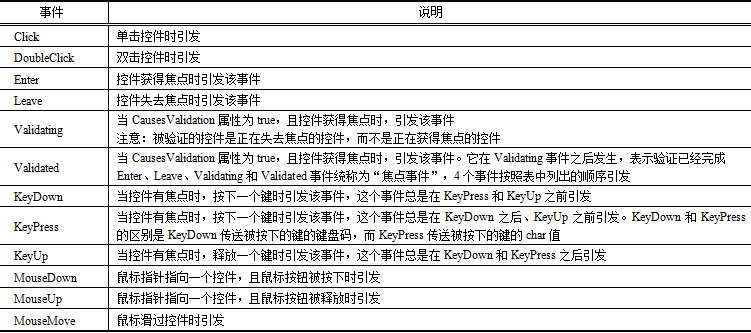 事件 说明
Click 单击控件时引发
DoubleClick 双击控件时引发
Enter 控件获得焦点时引发该事件
Leave 控件失去焦点时引发该事件
Validating 当 CausesValidation 属性为 true，且控件获得焦点时，引发该事件
注意：被验证的控件是正在失去焦点的控件，而不是正在获得焦点的控件
Validated 当 CausesValidation 属性为 true，且控件获得焦点时，引发该事件。它在 Validating 事件之后发生，表示验证已经完成
Enter、Leave、Validating 和 Validated 事件统称为“焦点事件”，4 个事件按照表中列出的顺序引发
KeyDown 当控件有焦点时，按下一个键时引发该事件，这个事件总是在 KeyPress 和 KeyUp 之前引发
KeyPress 当控件有焦点时，按下一个键时引发该事件，这个事件总是在 KeyDown 之后、KeyUp 之前引发。KeyDown 和 KeyPress
的区别是 KeyDown 传送被按下的键的键盘码，而 KeyPress 传送被按下的键的 char 值
KeyUp 当控件有焦点时，释放一个键时引发该事件，这个事件总是在 KeyDown 和 KeyPress 之后引发
MouseDown 鼠标指针指向一个控件，且鼠标按钮被按下时引发
MouseUp 鼠标指针指向一个控件，且鼠标按钮被释放时引发
MouseMove 鼠标滑过控件时引发